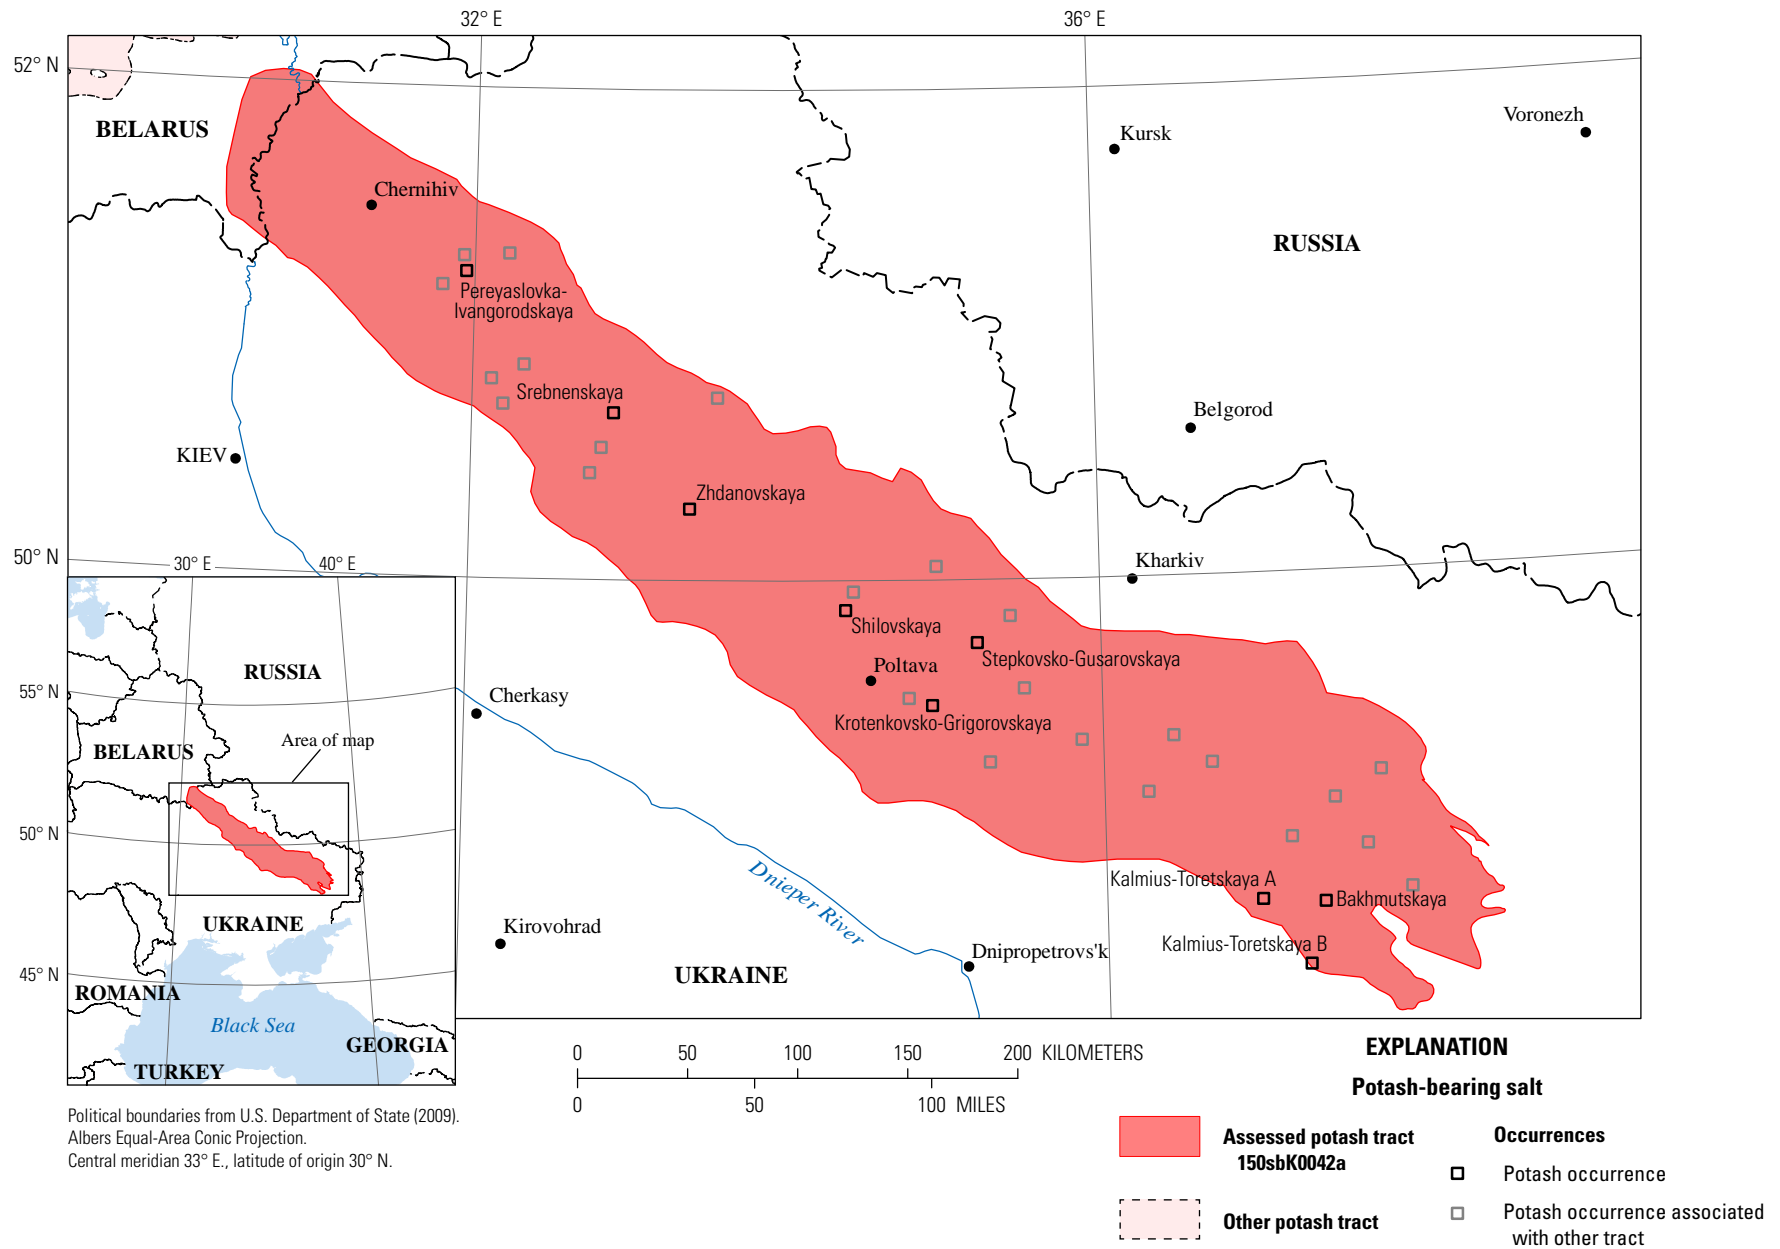 32° E
36° E
52° N
BELARUS
Voronezh
Kursk
Chernihiv
RUSSIA
Pereyaslovka-
Ivangorodskaya
Srebnenskaya
Belgorod
KIEV
Zhdanovskaya
50° N
Kharkiv
30° E
40° E
Shilovskaya
Stepkovsko-Gusarovskaya
Poltava
RUSSIA
55° N
Cherkasy
Krotenkovsko-Grigorovskaya
Area of map
BELARUS
50° N
Dnieper River
Kalmius-Toretskaya A
Bakhmutskaya
UKRAINE
Kirovohrad
Kalmius-Toretskaya B
Dnipropetrovs'k
45° N
UKRAINE
ROMANIA
Black Sea
GEORGIA
TURKEY
0 50 100 150 200 KILOMETERS
0 50 100 MILES
EXPLANATION
Potash-bearing salt
Political boundaries from U.S. Department of State (2009).
Albers Equal-Area Conic Projection.
Central meridian 33° E., latitude of origin 30° N.
Assessed potash tract
150sbK0042a
Other potash tract
Occurrences
Potash occurrence
Potash occurrence associated
with other tract